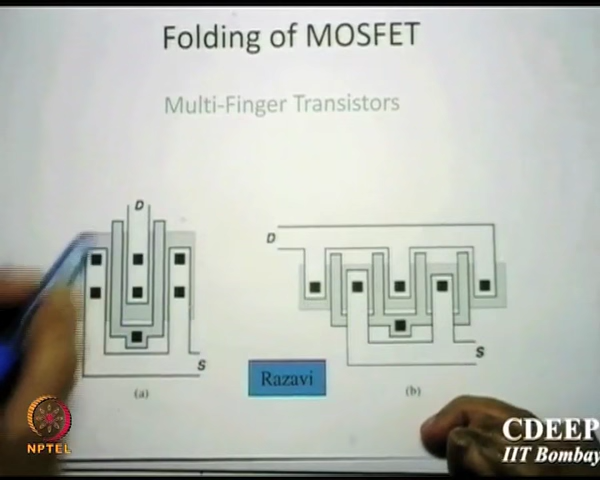 Folding of MOSFET
Multi-Finger Transistors
D
D
S
S
Razavi
(a)
(b)
NPTEL
CDEEP
IIT Bombay